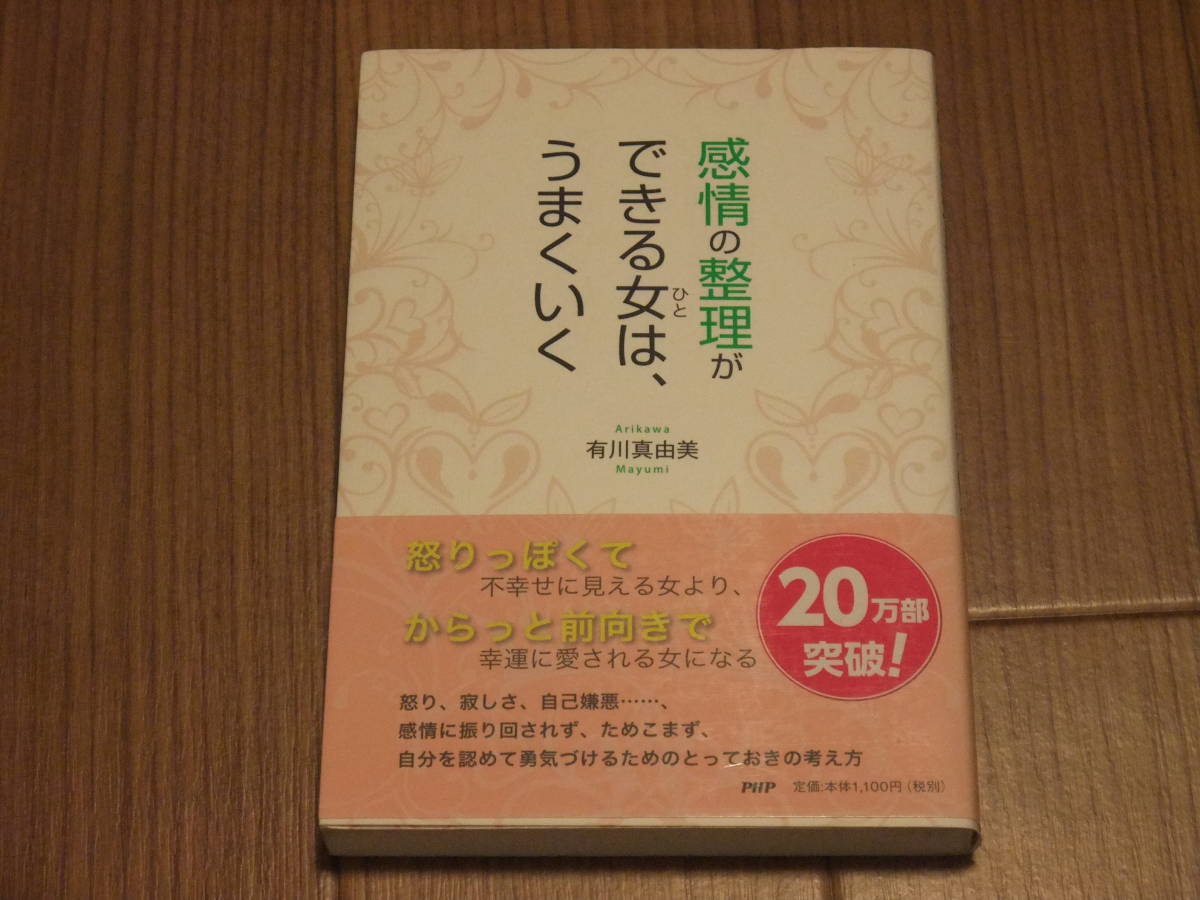 感情の整理が
できる女は、
ひと
うまくいく
Arikawa
有川真由美
Mayumi
怒りっぽくて
不幸せに見える女より、
からっと前向きで
幸運に愛される女になる
20万部
突破!
怒り、寂しさ、自己嫌悪……、
感情に振り回されず、ためこまず、
自分を認めて勇気づけるためのとっておきの考え方
PHP 定価:本体1,100円(税別)